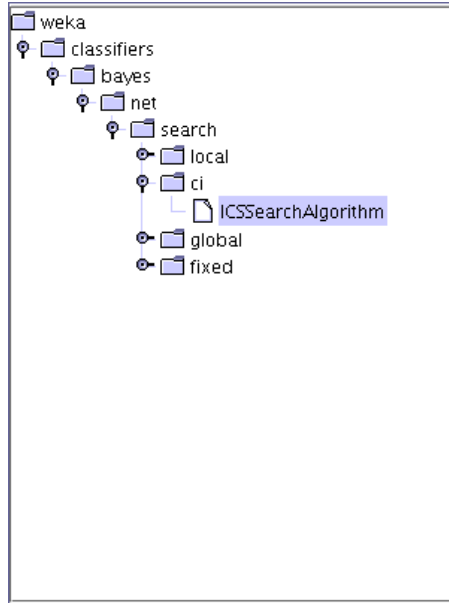 weka
classifiers
bayes
net
search
local
ci
ICSSearchAlgorithm
global
fixed